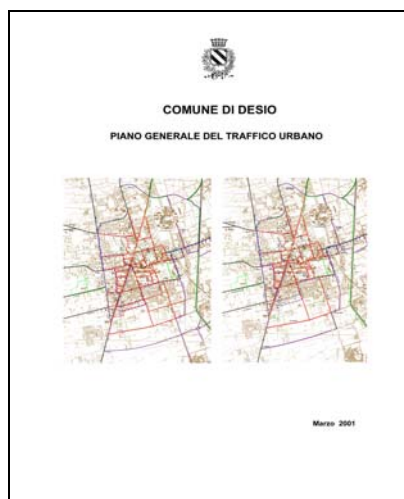 COMUNE DI DESIO
PIANO GENERALE DEL TRAFFICO URBANO
Marzo 2001